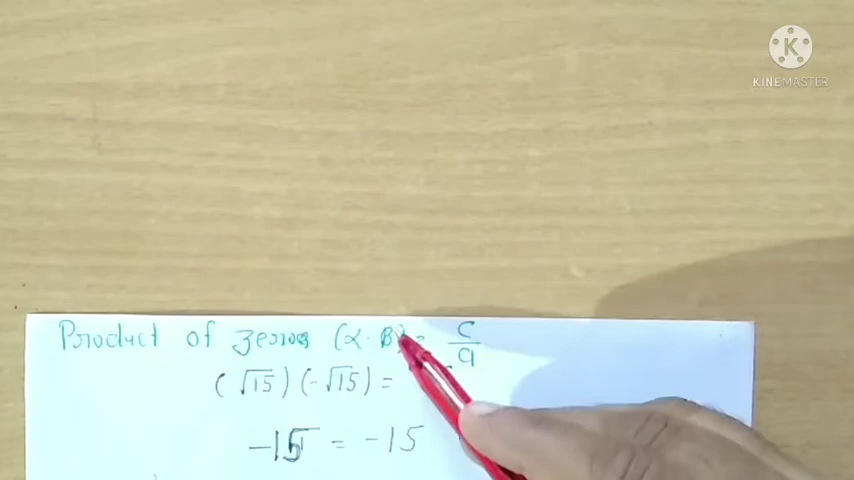 KINEMASTER
Product of zeroes (α·β) = c/a
(√15)(-√15) =
-15 = -15